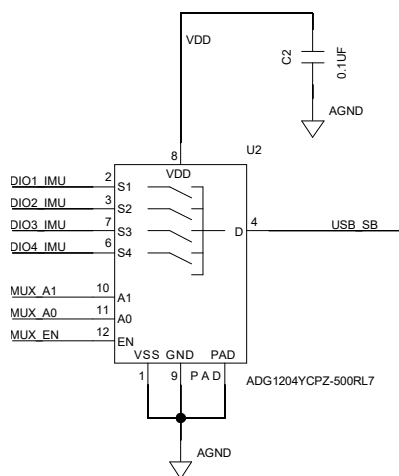 VDD
C2
0.1UF
AGND
U2
8
VDD
DIO1_IMU 2 S1
DIO2_IMU 3 S2
DIO3_IMU 7 S3 D 4 USB_SB
DIO4_IMU 6 S4
MUX_A1 10 A1
MUX_A0 11 A0
MUX_EN 12 EN
VSS GND PAD
1 9 PAD
ADG1204YCPZ-500RL7
AGND